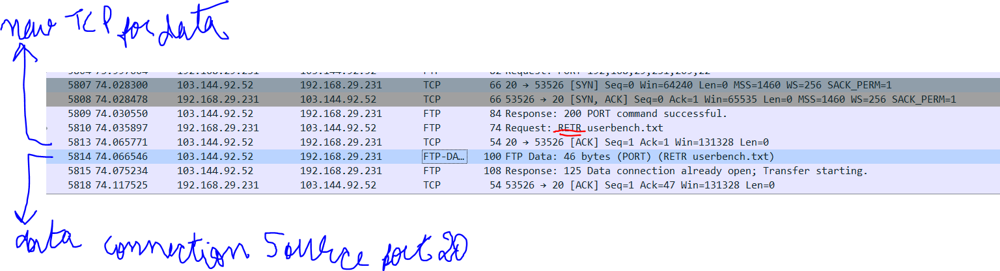 new TCP for data
5804 74.997004 192.168.29.231 103.144.92.52 FTP 82 Request: PORT 192,168,29,231,209,22
5807 74.028300 103.144.92.52 192.168.29.231 TCP 66 20 → 53526 [SYN] Seq=0 Win=64240 Len=0 MSS=1460 WS=256 SACK_PERM=1
5808 74.028478 192.168.29.231 103.144.92.52 TCP 66 53526 → 20 [SYN, ACK] Seq=0 Ack=1 Win=65535 Len=0 MSS=1460 WS=256 SACK_PERM=1
5809 74.030550 103.144.92.52 192.168.29.231 FTP 84 Response: 200 PORT command successful.
5810 74.035897 192.168.29.231 103.144.92.52 FTP 74 Request: RETR userbench.txt
5813 74.065771 103.144.92.52 192.168.29.231 TCP 54 20 → 53526 [ACK] Seq=1 Ack=1 Win=131328 Len=0
5814 74.066546 103.144.92.52 192.168.29.231 FTP-DA… 100 FTP Data: 46 bytes (PORT) (RETR userbench.txt)
5815 74.075234 103.144.92.52 192.168.29.231 FTP 108 Response: 125 Data connection already open; Transfer starting.
5818 74.117525 192.168.29.231 103.144.92.52 TCP 54 53526 → 20 [ACK] Seq=1 Ack=47 Win=131328 Len=0
data connection Source port 20